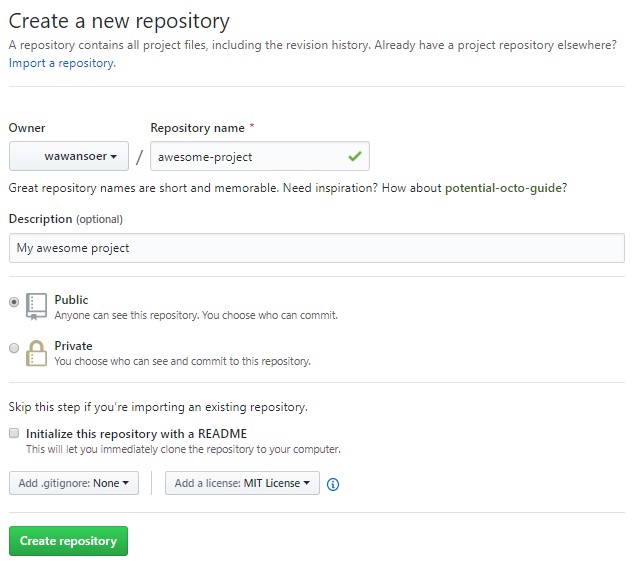 Create a new repository
A repository contains all project files, including the revision history. Already have a project repository elsewhere?
Import a repository.
Owner
Repository name *
wawansoer
/
awesome-project
Great repository names are short and memorable. Need inspiration? How about potential-octo-guide?
Description (optional)
My awesome project
Public
Anyone can see this repository. You choose who can commit.
Private
You choose who can see and commit to this repository.
Skip this step if you're importing an existing repository.
Initialize this repository with a README
This will let you immediately clone the repository to your computer.
Add .gitignore: None
Add a license: MIT License
Create repository